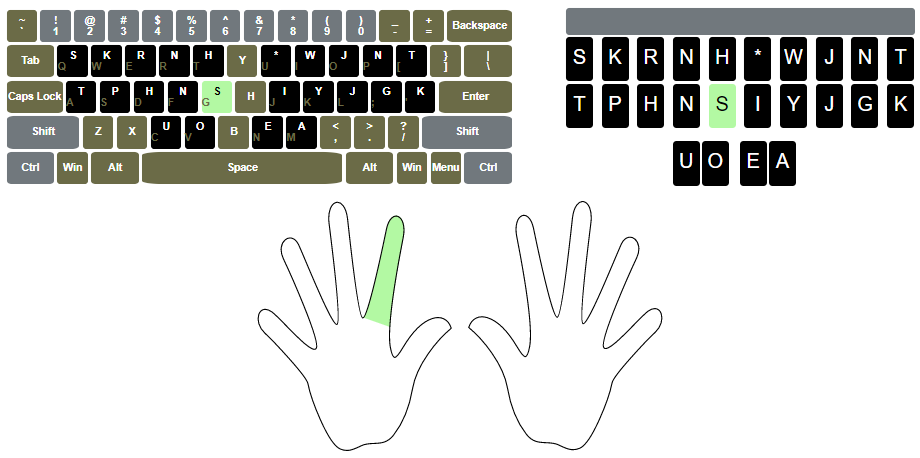 ~ ` ! 1 @ 2 # 3 $ 4 % 5 ^ 6 & 7 * 8 ( 9 ) 0 _ - + = Backspace
Tab S Q K W R E N R H T Y * U W I J O N P T [ } ] | \
Caps Lock T A P S H D N F S G H I J Y K J L G ; K ' Enter
Shift Z X U C O V B E N A M < , > . ? / Shift
Ctrl Win Alt Space Alt Win Menu Ctrl
S K R N H * W J N T
T P H N S I Y J G K
U O E A